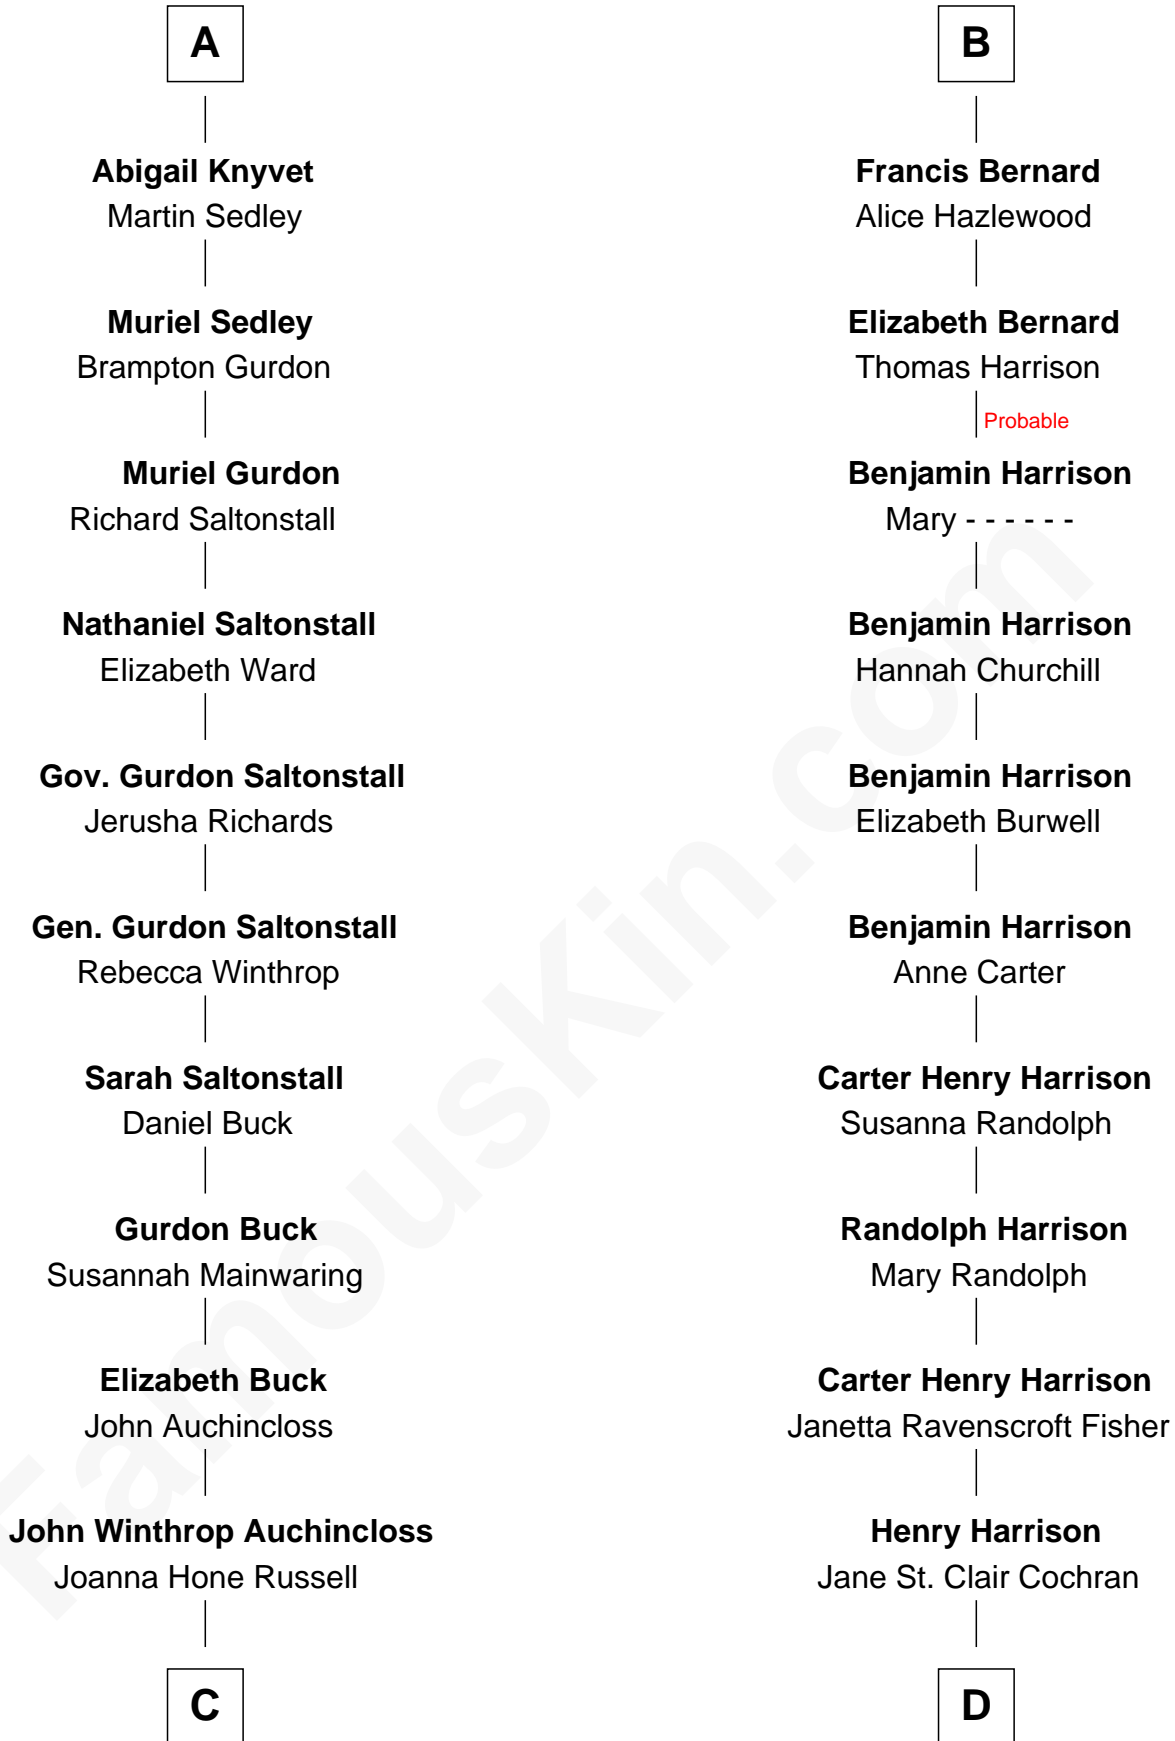 A
Abigail Knyvet
Martin Sedley
Muriel Sedley
Brampton Gurdon
Muriel Gurdon
Richard Saltonstall
Nathaniel Saltonstall
Elizabeth Ward
Gov. Gurdon Saltonstall
Jerusha Richards
Gen. Gurdon Saltonstall
Rebecca Winthrop
Sarah Saltonstall
Daniel Buck
Gurdon Buck
Susannah Mainwaring
Elizabeth Buck
John Auchincloss
John Winthrop Auchincloss
Joanna Hone Russell
C
B
Francis Bernard
Alice Hazlewood
Elizabeth Bernard
Thomas Harrison
Probable
Benjamin Harrison
Mary - - - - - -
Benjamin Harrison
Hannah Churchill
Benjamin Harrison
Elizabeth Burwell
Benjamin Harrison
Anne Carter
Carter Henry Harrison
Susanna Randolph
Randolph Harrison
Mary Randolph
Carter Henry Harrison
Janetta Ravenscroft Fisher
Henry Harrison
Jane St. Clair Cochran
D
FamousKin.com